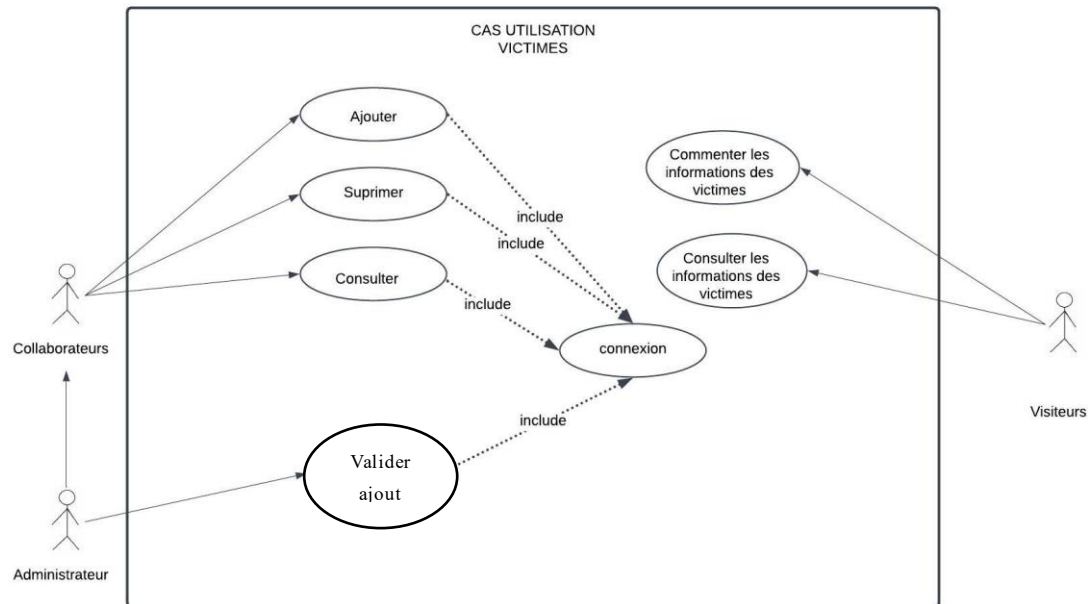 CAS UTILISATION
VICTIMES
Ajouter
Suprimer
Consulter
include
include
include
connexion
include
Valider
ajout
Commenter les
informations des
victimes
Consulter les
informations des
victimes
Collaborateurs
Administrateur
Visiteurs